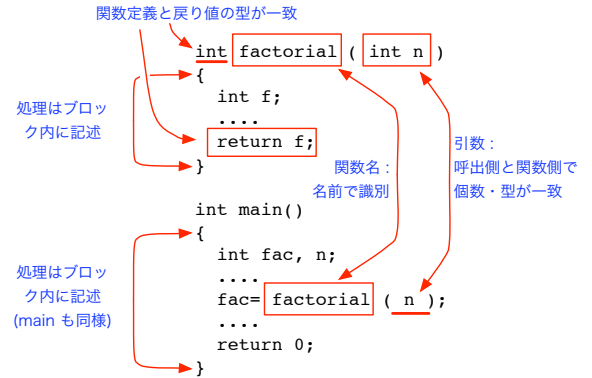 関数定義と戻り値の型が一致
int factorial ( int n )
{
int f;
....
return f;
}
処理はブロッ
ク内に記述
関数名：
名前で識別
引数：
呼出側と関数側で
個数・型が一致
int main()
{
int fac, n;
....
fac= factorial ( n );
....
return 0;
}
処理はブロッ
ク内に記述
(main も同様)